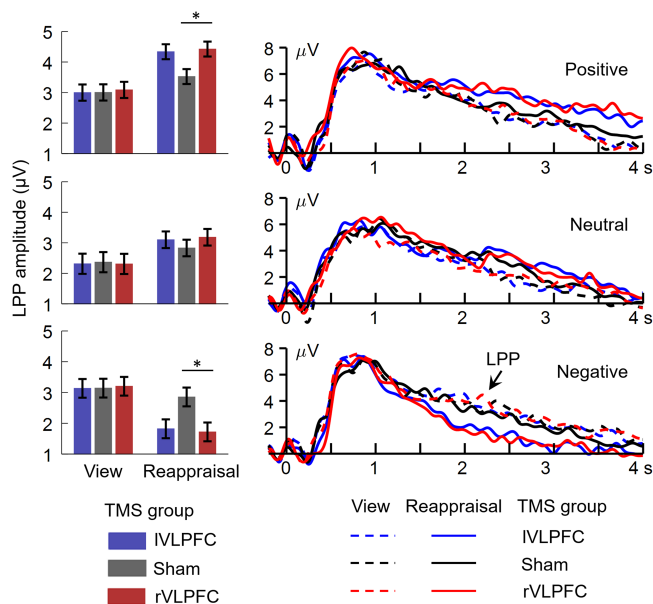 LPP amplitude (μV)
5
4
3
2
1
*
5
4
3
2
1
5
4
3
2
1
*
View
Reappraisal
μV
8
6
4
2
0
1
2
3
4 s
Positive
μV
8
6
4
2
0
1
2
3
4 s
Neutral
μV
8
6
4
2
0
1
2
3
4 s
LPP
Negative
TMS group
lVLPFC
Sham
rVLPFC
View
Reappraisal
TMS group
lVLPFC
Sham
rVLPFC